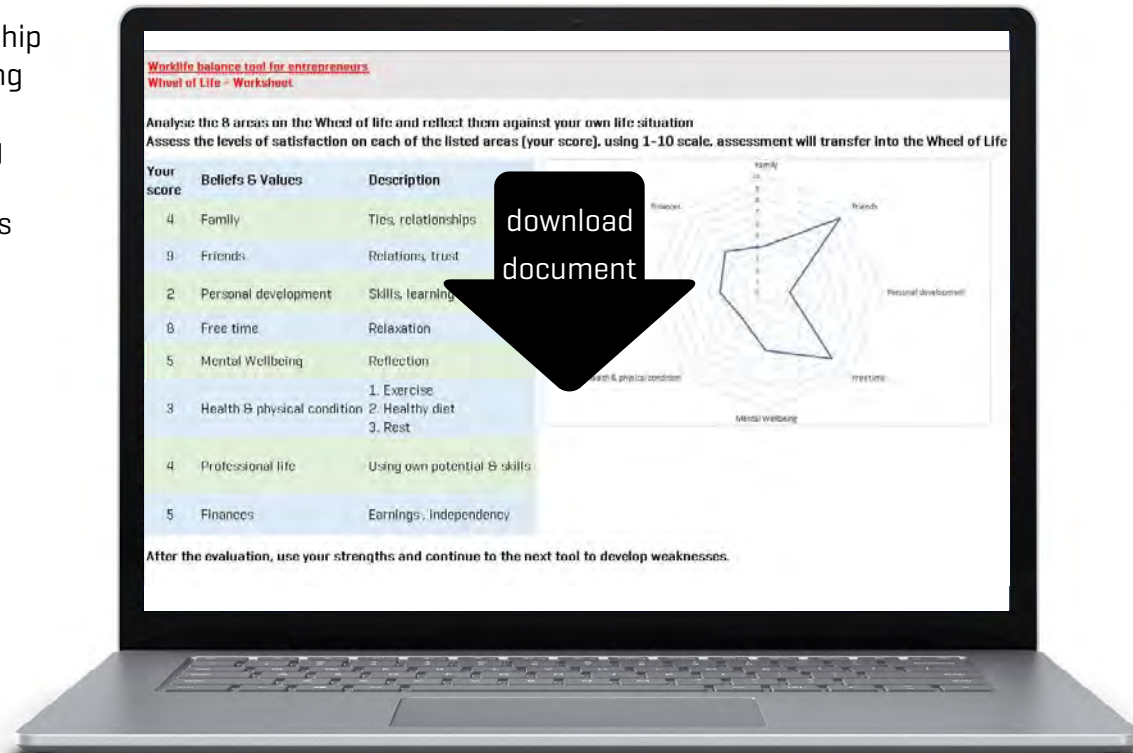 hip
ng
g
s
Worklife balance tool for entrepreneurs
Wheel of Life - Worksheet
Analyse the 8 areas on the Wheel of life and reflect them against your own life situation
Assess the levels of satisfaction on each of the listed areas (your score), using 1-10 scale, assessment will transfer into the Wheel of Life
Your score Beliefs & Values Description
4 Family Ties, relationships
9 Friends Relations, trust
2 Personal development Skills, learning
8 Free time Relaxation
5 Mental Wellbeing Reflection
3 Health & physical condition 1. Exercise
2. Healthy diet
3. Rest
4 Professional life Using own potential & skills
5 Finances Earnings, independency
After the evaluation, use your strengths and continue to the next tool to develop weaknesses.
download
document
Family
10
Finances
Friends
Personal development
Health & physical condition
Free time
Mental Wellbeing